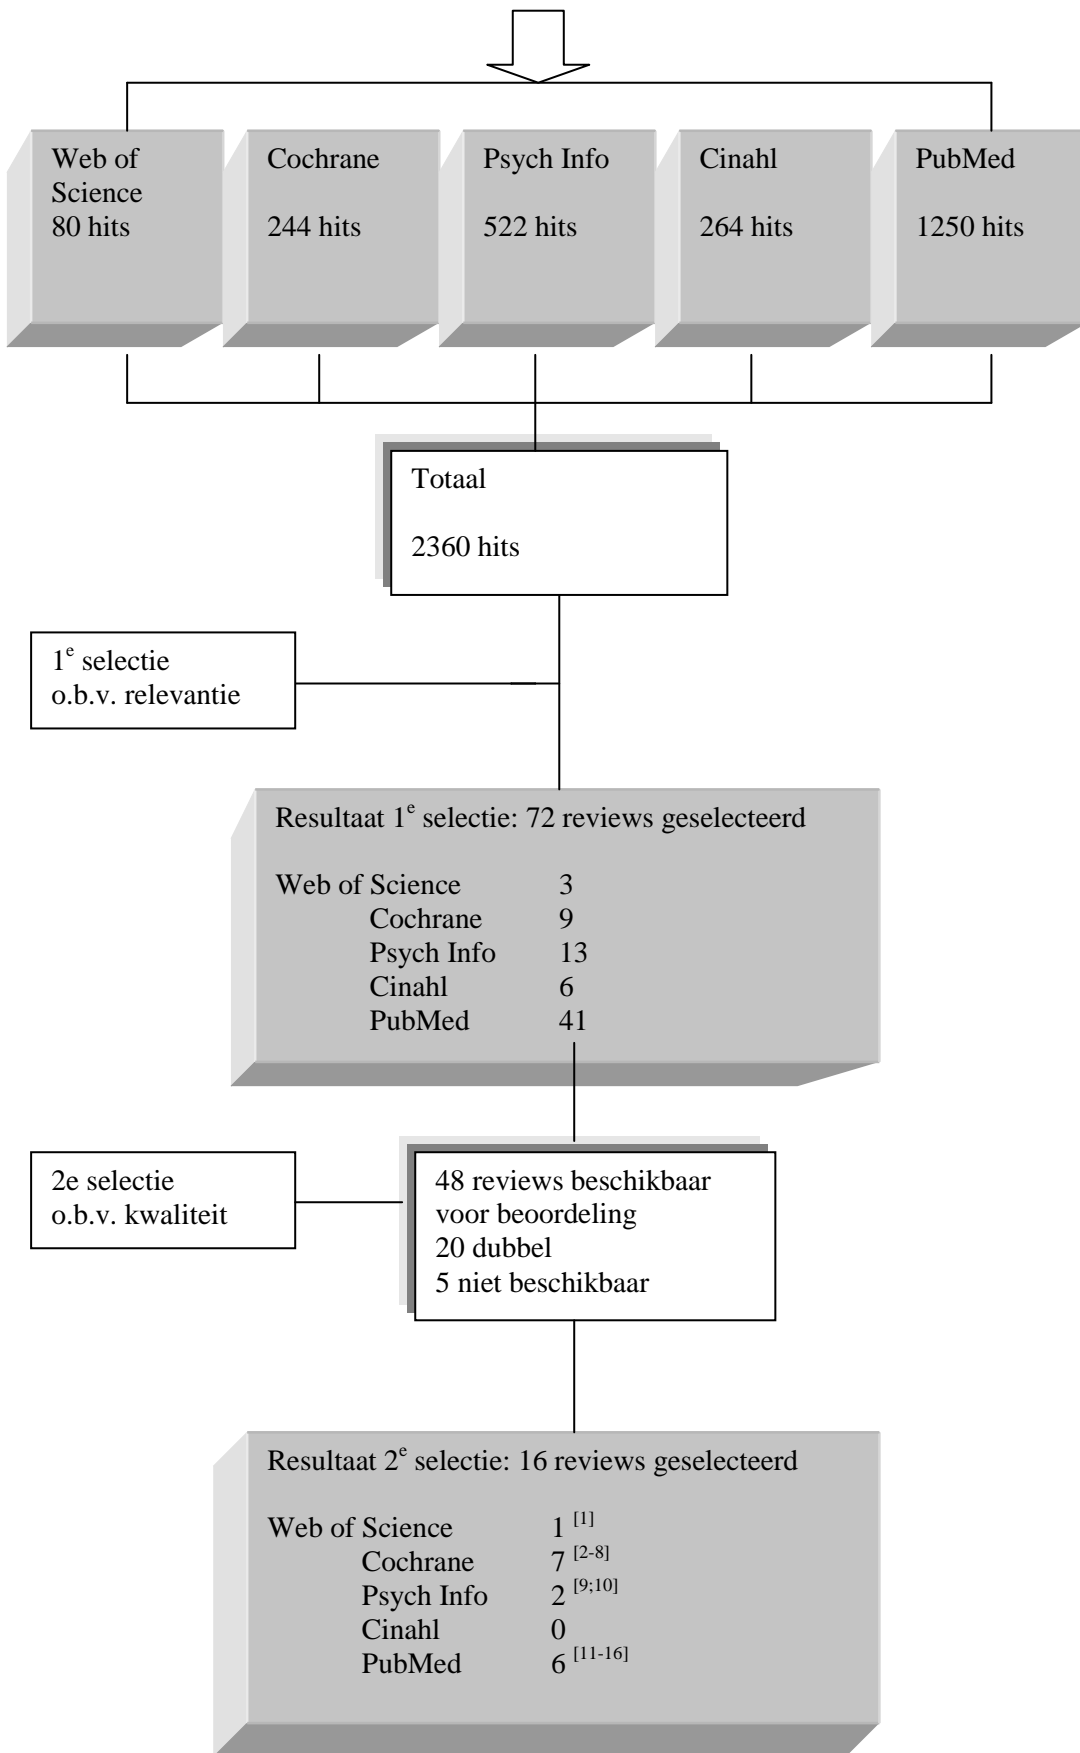 Web of
Science
80 hits
Cochrane
244 hits
Psych Info
522 hits
Cinahl
264 hits
PubMed
1250 hits
Totaal
2360 hits
1e selectie
o.b.v. relevantie
Resultaat 1e selectie: 72 reviews geselecteerd
Web of Science 3
Cochrane 9
Psych Info 13
Cinahl 6
PubMed 41
2e selectie
o.b.v. kwaliteit
48 reviews beschikbaar
voor beoordeling
20 dubbel
5 niet beschikbaar
Resultaat 2e selectie: 16 reviews geselecteerd
Web of Science 1 [1]
Cochrane 7 [2-8]
Psych Info 2 [9;10]
Cinahl 0
PubMed 6 [11-16]